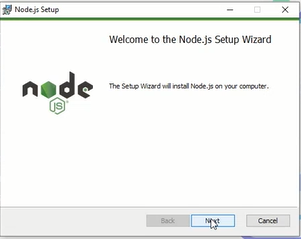 Node.js Setup
Welcome to the Node.js Setup Wizard
The Setup Wizard will install Node.js on your computer.
node
JS
Back
Next
Cancel